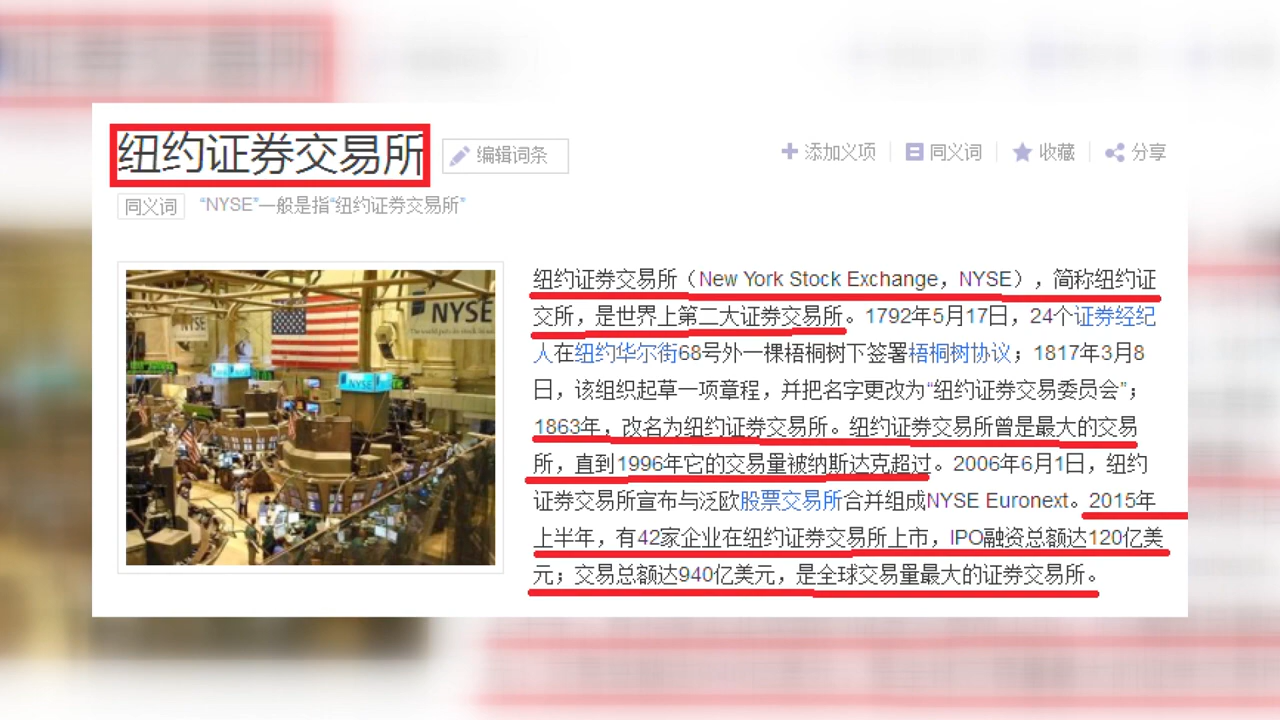 纽约证券交易所
编辑词条
添加义项
同义词
收藏
分享
同义词
“NYSE”一般是指“纽约证券交易所”
NYSE
NYSE
NYSE
纽约证券交易所（New York Stock Exchange，NYSE），简称纽约证
交所，是世界上第二大证券交易所。1792年5月17日，24个证券经纪
人在纽约华尔街68号外一棵梧桐树下签署梧桐树协议；1817年3月8
日，该组织起草一项章程，并把名字更改为“纽约证券交易委员会”；
1863年，改名为纽约证券交易所。纽约证券交易所曾是最大的交易
所，直到1996年它的交易量被纳斯达克超过。2006年6月1日，纽约
证券交易所宣布与泛欧股票交易所合并组成NYSE Euronext。2015年
上半年，有42家企业在纽约证券交易所上市，IPO融资总额达120亿美
元；交易总额达940亿美元，是全球交易量最大的证券交易所。